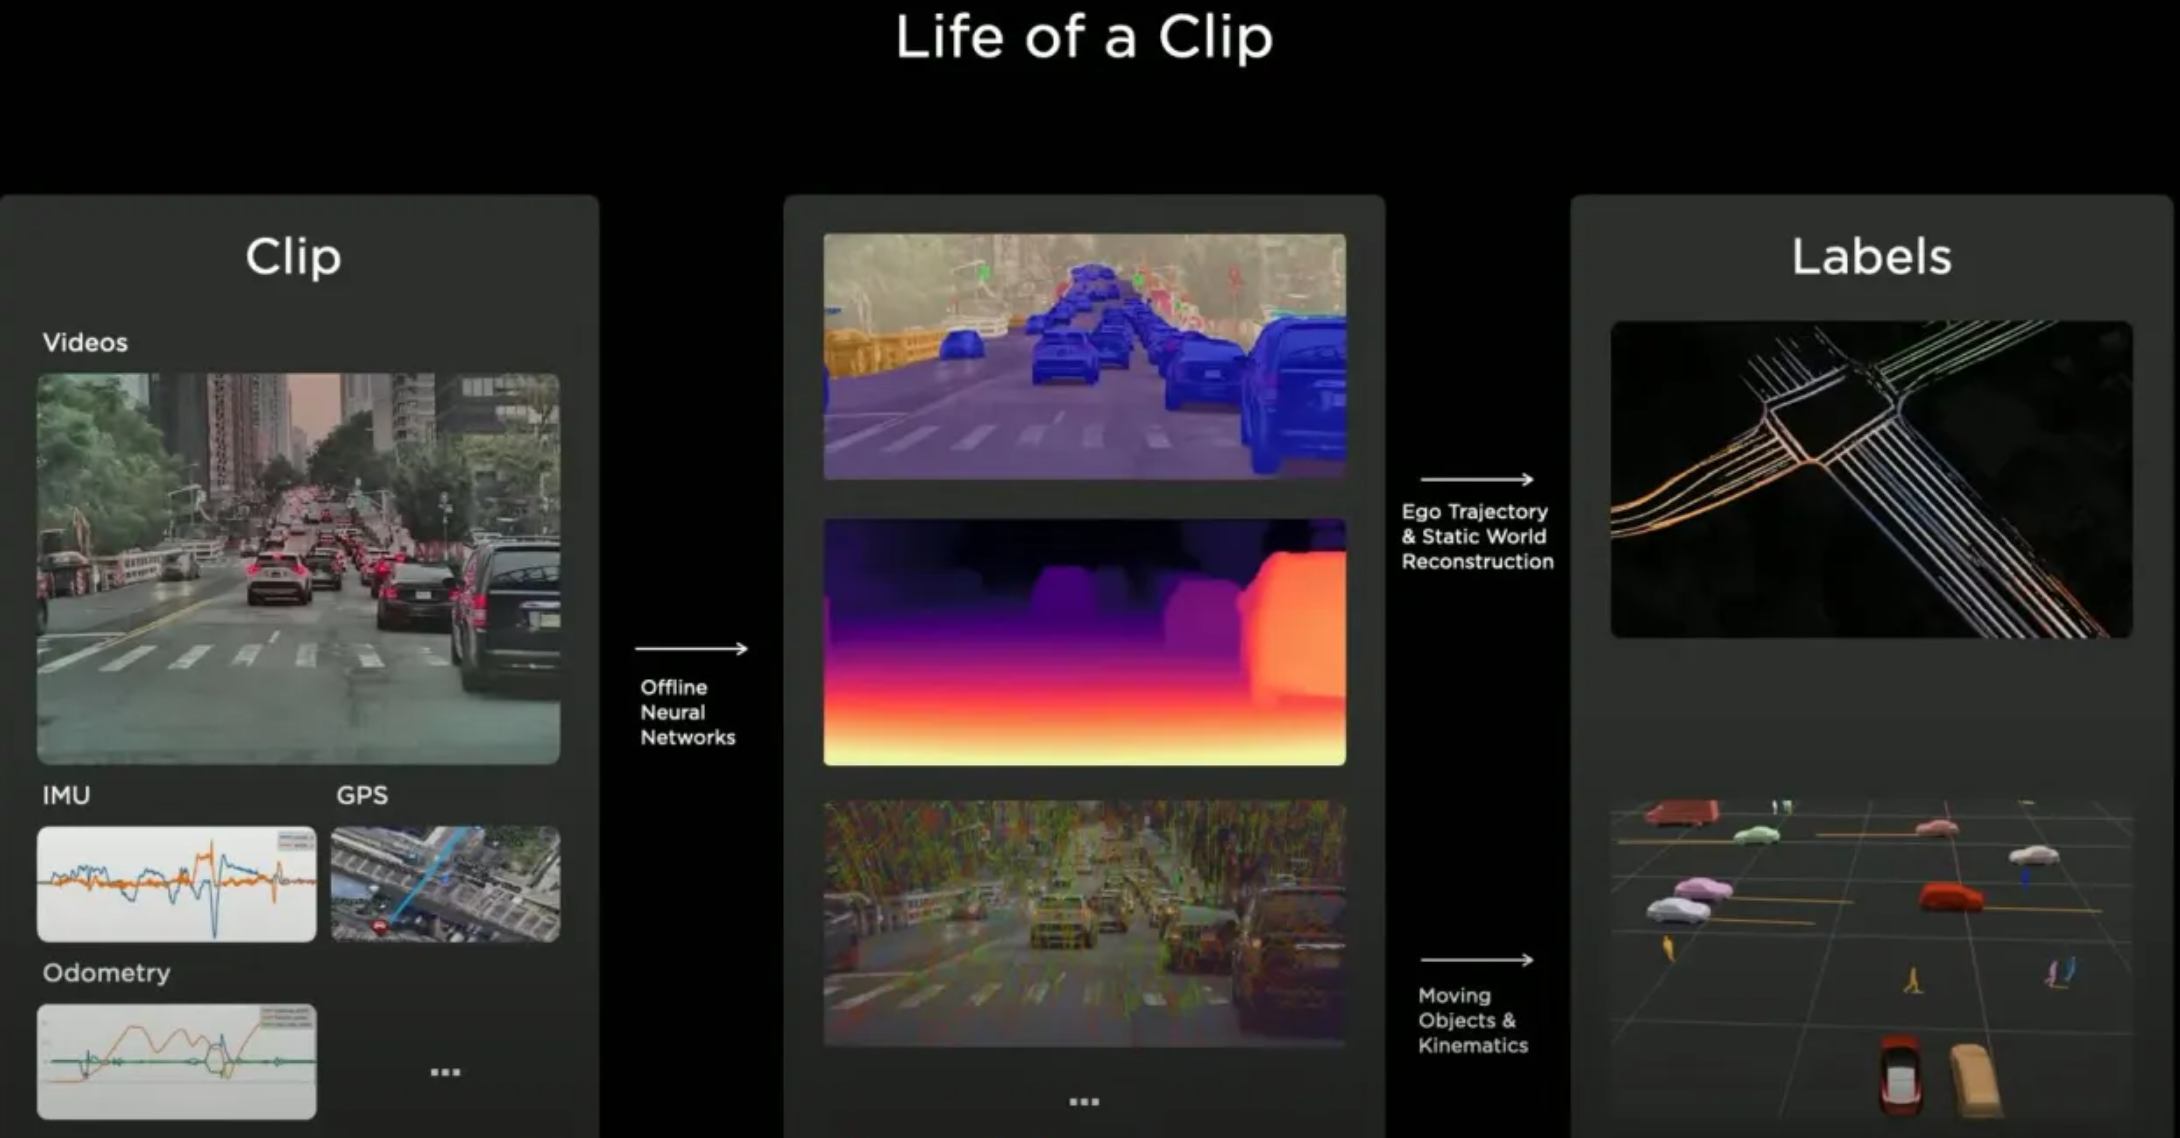 Life of a Clip
Clip
Videos
IMU
GPS
Odometry
...
Offline
Neural
Networks
...
Ego Trajectory
& Static World
Reconstruction
Moving
Objects &
Kinematics
Labels